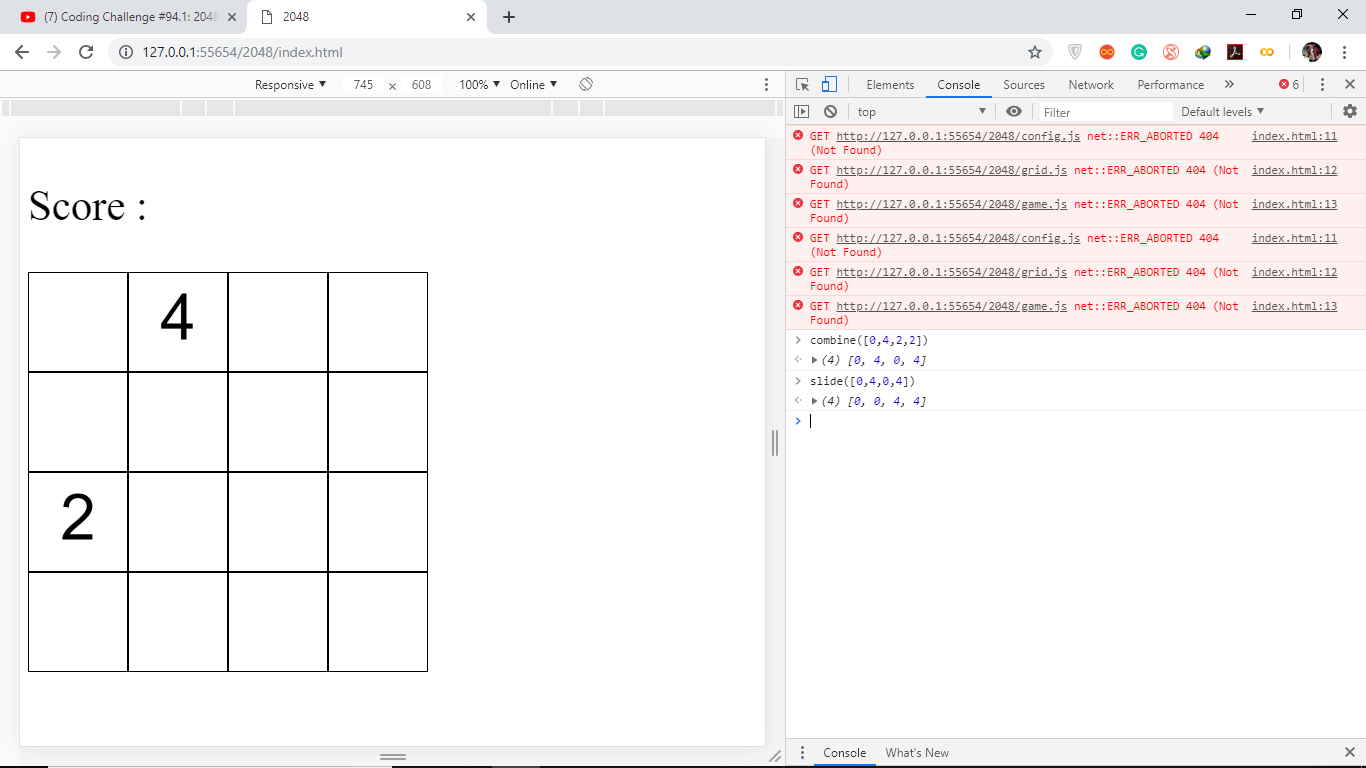 (7) Coding Challenge #94.1: 2048
2048
127.0.0.1:55654/2048/index.html
Responsive ▼ 745 × 608 100% ▼ Online ▼
Elements Console Sources Network Performance » 6
top ▼ Filter Default levels ▼
GET http://127.0.0.1:55654/2048/config.js net::ERR_ABORTED 404 index.html:11
(Not Found)
GET http://127.0.0.1:55654/2048/grid.js net::ERR_ABORTED 404 (Not index.html:12
Found)
GET http://127.0.0.1:55654/2048/game.js net::ERR_ABORTED 404 (Not index.html:13
Found)
GET http://127.0.0.1:55654/2048/config.js net::ERR_ABORTED 404 index.html:11
(Not Found)
GET http://127.0.0.1:55654/2048/grid.js net::ERR_ABORTED 404 (Not index.html:12
Found)
GET http://127.0.0.1:55654/2048/game.js net::ERR_ABORTED 404 (Not index.html:13
Found)
combine([0,4,2,2])
(4) [0, 4, 0, 4]
slide([0,4,0,4])
(4) [0, 0, 4, 4]
Score :
4
2
Console What's New